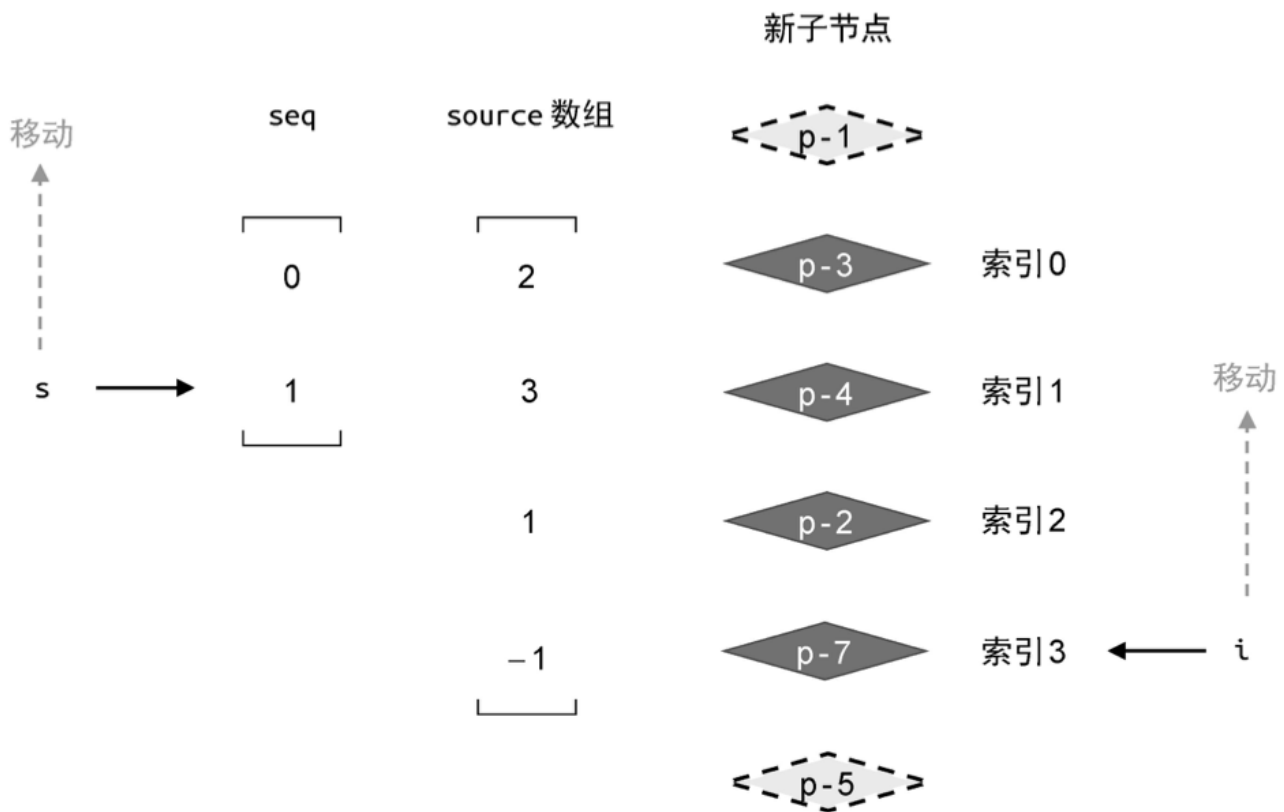 新子节点
seq source 数组 p-1
移动
0 2 p-3 索引0
s 1 3 p-4 索引1
移动
1 p-2 索引2
-1 p-7 索引3 i
p-5